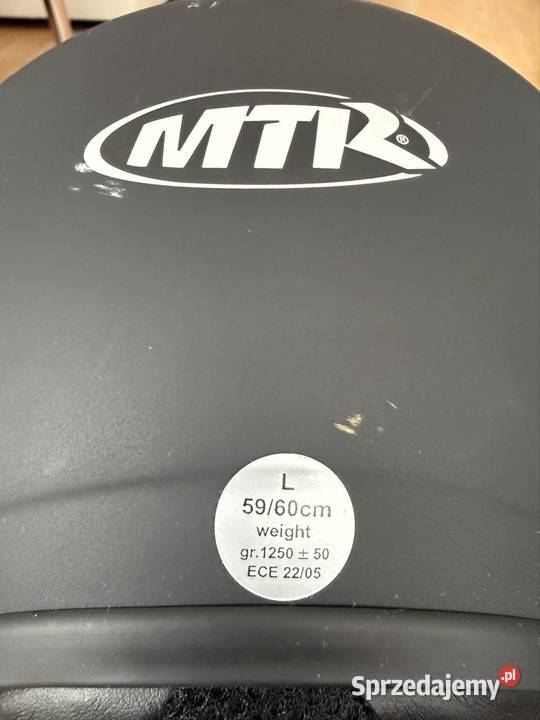 MTR®
L
59/60cm
weight
gr.1250 ± 50
ECE 22/05
Sprzedajemy.pl